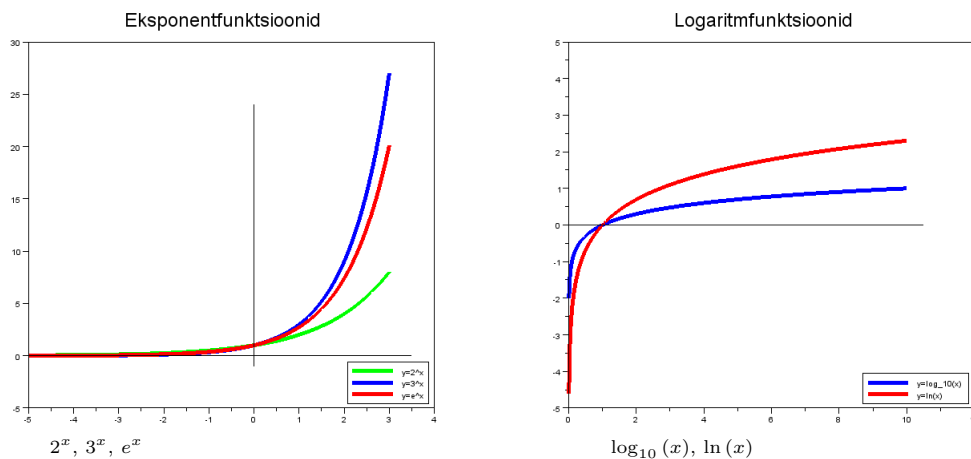 Eksponentfunktsioonid
30
25
20
15
10
5
0
-5
-5 -4 -3 -2 -1 0 1 2 3 4
y=2^x
y=3^x
y=e^x
2^x, 3^x, e^x
Logaritmfunktsioonid
5
4
3
2
1
0
-1
-2
-3
-4
-5
0 2 4 6 8 10
y=log_10(x)
y=ln(x)
log₁₀ (x), ln (x)